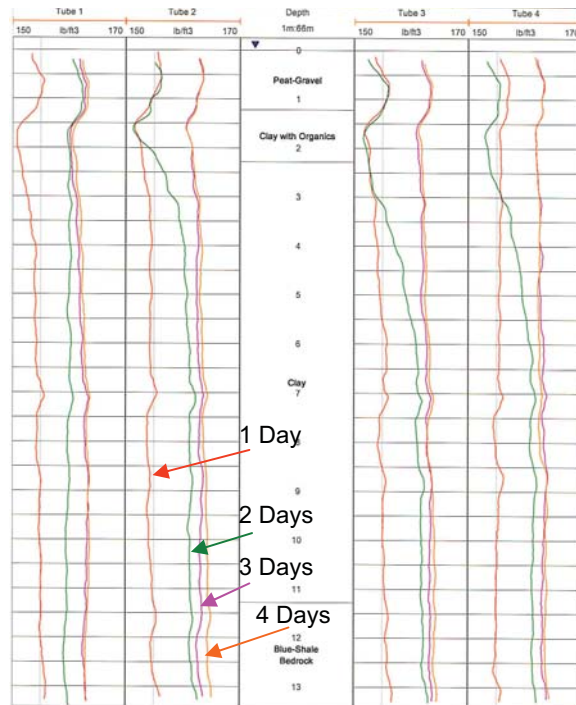 Tube 1
Tube 2
Depth
Tube 3
Tube 4
150 lb/ft3 170
150 lb/ft3 170
1m:66m
150 lb/ft3 170
150 lb/ft3 170
0
Peat-Gravel
1
Clay with Organics
2
3
4
5
6
Clay
7
1 Day
8
9
2 Days
10
3 Days
11
4 Days
12
Blue-Shale
Bedrock
13